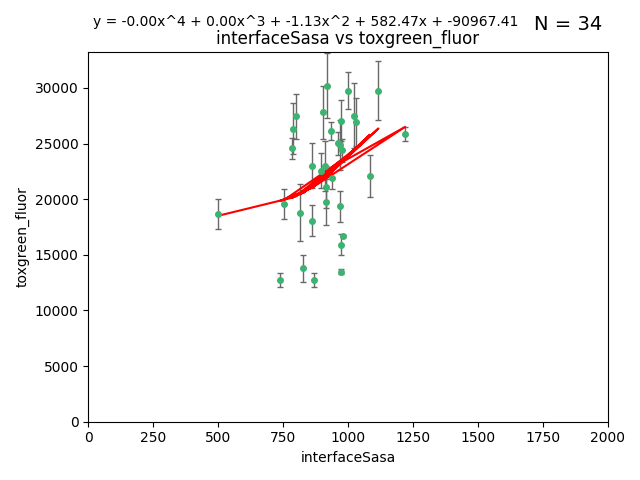 y = -0.00x^4 + 0.00x^3 + -1.13x^2 + 582.47x + -90967.41
N = 34
interfaceSasa vs toxgreen_fluor
30000
25000
20000
15000
10000
5000
0
toxgreen_fluor
0 250 500 750 1000 1250 1500 1750 2000
interfaceSasa